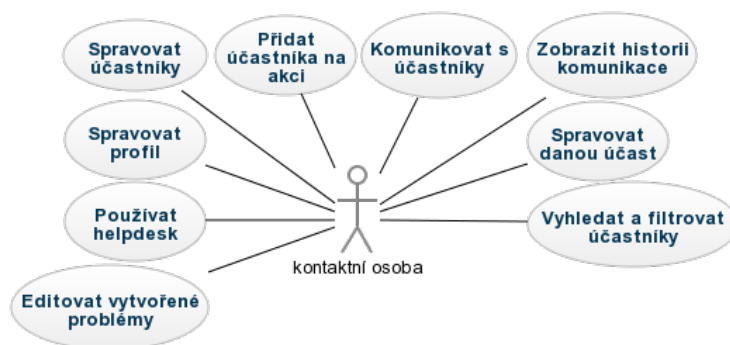 Spravovat
účastníky
Přidat
účastníka na
akci
Komunikovat s
účastníky
Zobrazit historii
komunikace
Spravovat
profil
Spravovat
danou účast
Používat
helpdesk
Vyhledat a filtrovat
účastníky
Editovat vytvořené
problémy
kontaktní osoba